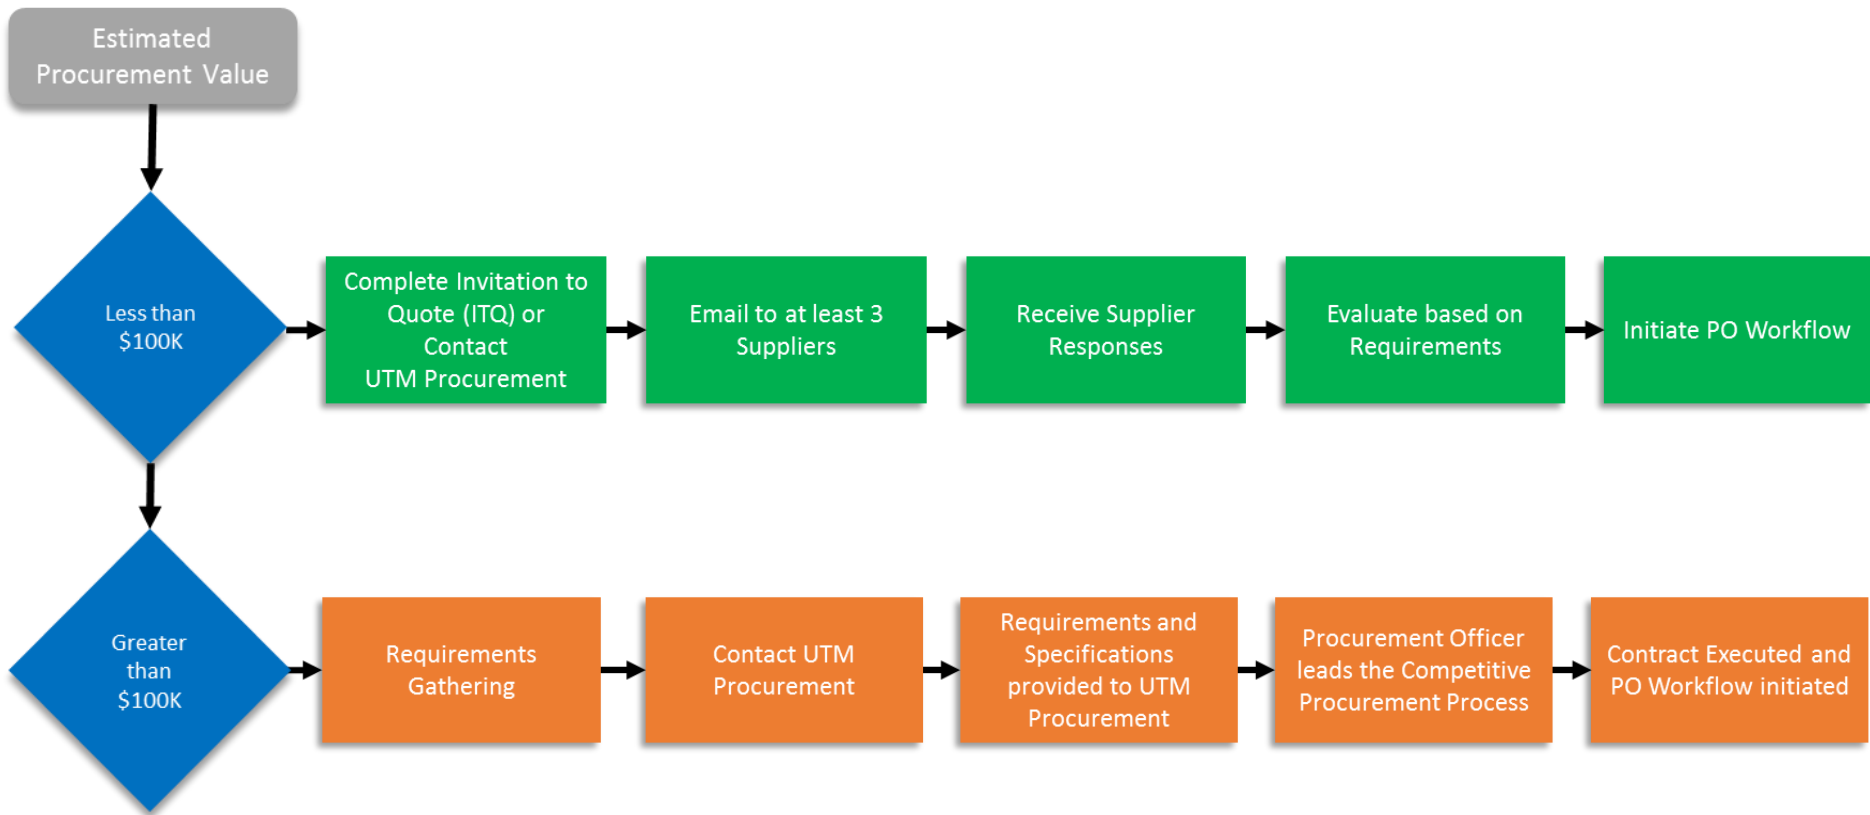 Estimated
Procurement Value
Less than
$100K
Complete Invitation to
Quote (ITQ) or
Contact
UTM Procurement
Email to at least 3
Suppliers
Receive Supplier
Responses
Evaluate based on
Requirements
Initiate PO Workflow
Greater
than
$100K
Requirements
Gathering
Contact UTM
Procurement
Requirements and
Specifications
provided to UTM
Procurement
Procurement Officer
leads the Competitive
Procurement Process
Contract Executed and
PO Workflow initiated